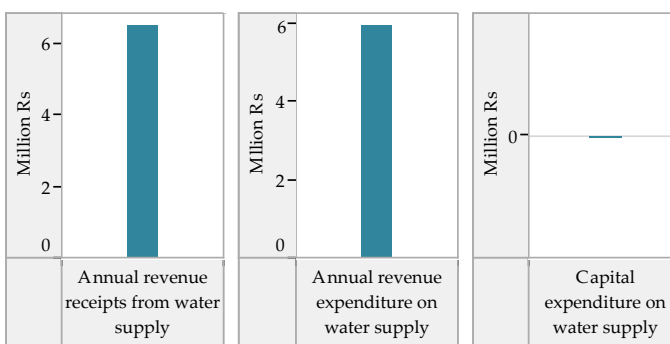 Million Rs
6
4
2
0
Annual revenue
receipts from water
supply
Million Rs
6
4
2
0
Annual revenue
expenditure on
water supply
Million Rs
0
Capital
expenditure on
water supply